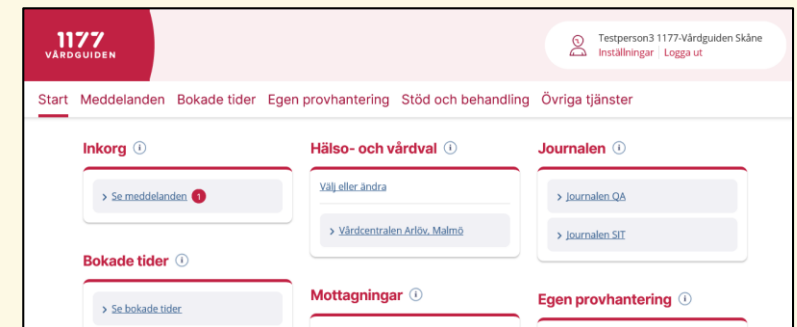 1177
VÅRDGUIDEN
Testperson3 1177-Vårdguiden Skåne
Inställningar | Logga ut
Start Meddelanden Bokade tider Egen provhantering Stöd och behandling Övriga tjänster
Inkorg
Se meddelanden 1
Bokade tider
Se bokade tider
Hälso- och vårdval
Välj eller ändra
Vårdcentralen Arlöv, Malmö
Mottagningar
Journalen
Journalen QA
Journalen SIT
Egen provhantering